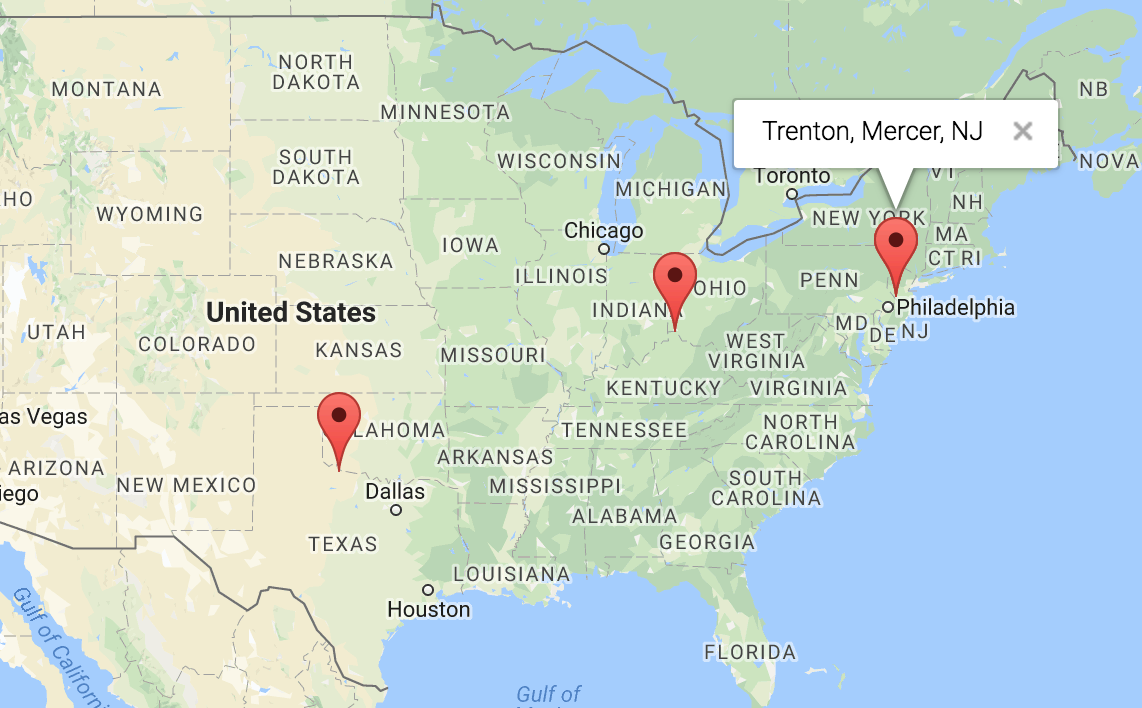 NORTH
DAKOTA
MONTANA
MINNESOTA
NB
Trenton, Mercer, NJ
SOUTH
DAKOTA
WISCONSIN
MICHIGAN
Toronto
VT
NOVA
HO
WYOMING
NEW YORK
NH
Chicago
IOWA
MA
CT RI
NEBRASKA
ILLINOIS
OHIO
PENN
INDIANA
Philadelphia
United States
UTAH
COLORADO
KANSAS
MISSOURI
WEST
VIRGINIA
MD
DE
NJ
KENTUCKY
VIRGINIA
as Vegas
LAHOMA
TENNESSEE
NORTH
CAROLINA
ARIZONA
iego
NEW MEXICO
ARKANSAS
Dallas
MISSISSIPPI
SOUTH
CAROLINA
ALABAMA
TEXAS
GEORGIA
LOUISIANA
Houston
Gulf of Californi
FLORIDA
Gulf of